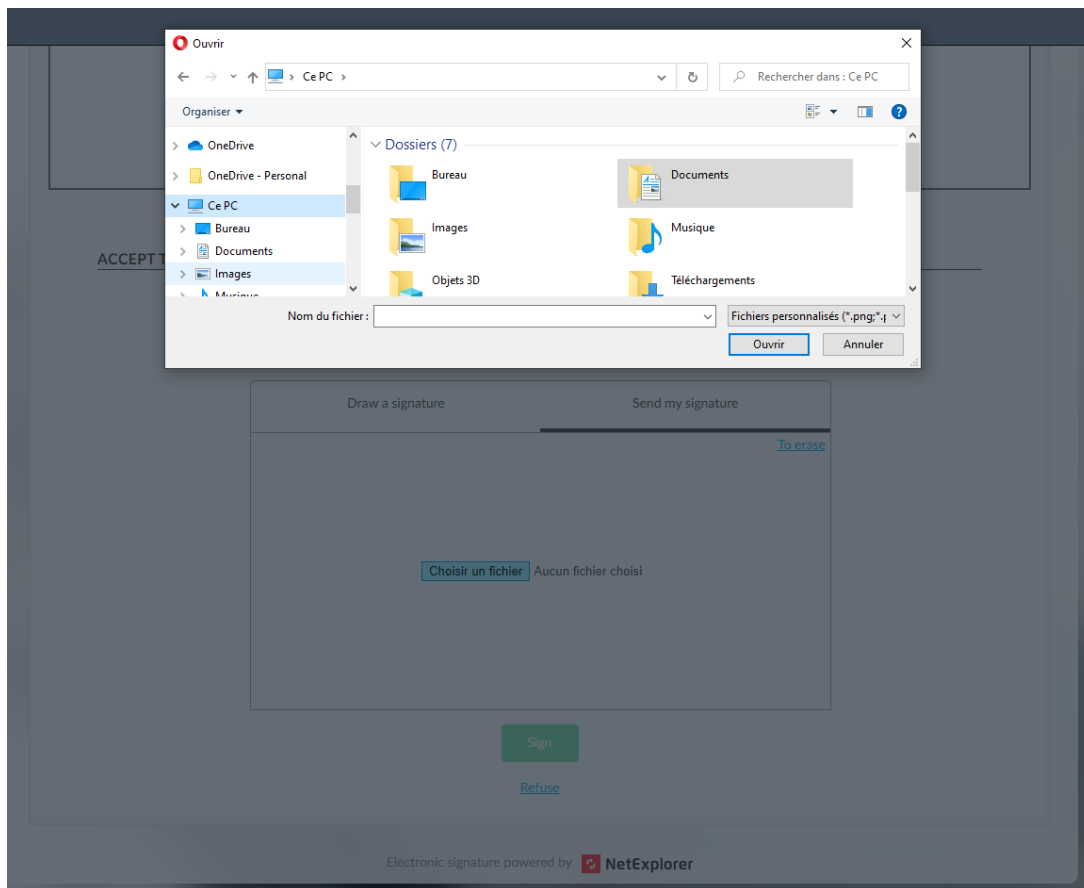 Ouvrir
Ce PC
Rechercher dans : Ce PC
Organiser
OneDrive
OneDrive - Personal
Ce PC
Bureau
Documents
Images
Musique
Dossiers (7)
Bureau
Documents
Images
Musique
Objets 3D
Téléchargements
Nom du fichier :
Fichiers personnalisés (*.png;*.p
Ouvrir
Annuler
ACCEPT T
Draw a signature
Send my signature
To erase
Choisir un fichier
Aucun fichier choisi
Sign
Refuse
Electronic signature powered by NetExplorer